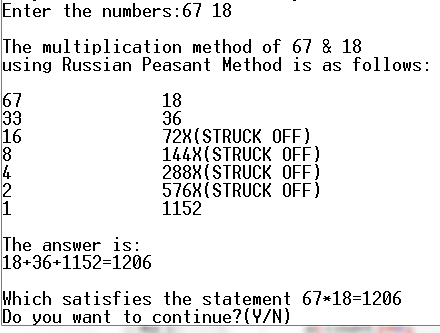 Enter the numbers:67 18
The multiplication method of 67 & 18
using Russian Peasant Method is as follows:
67 18
33 36
16 72X(STRUCK OFF)
8 144X(STRUCK OFF)
4 288X(STRUCK OFF)
2 576X(STRUCK OFF)
1 1152
The answer is:
18+36+1152=1206
Which satisfies the statement 67*18=1206
Do you want to continue?(Y/N)